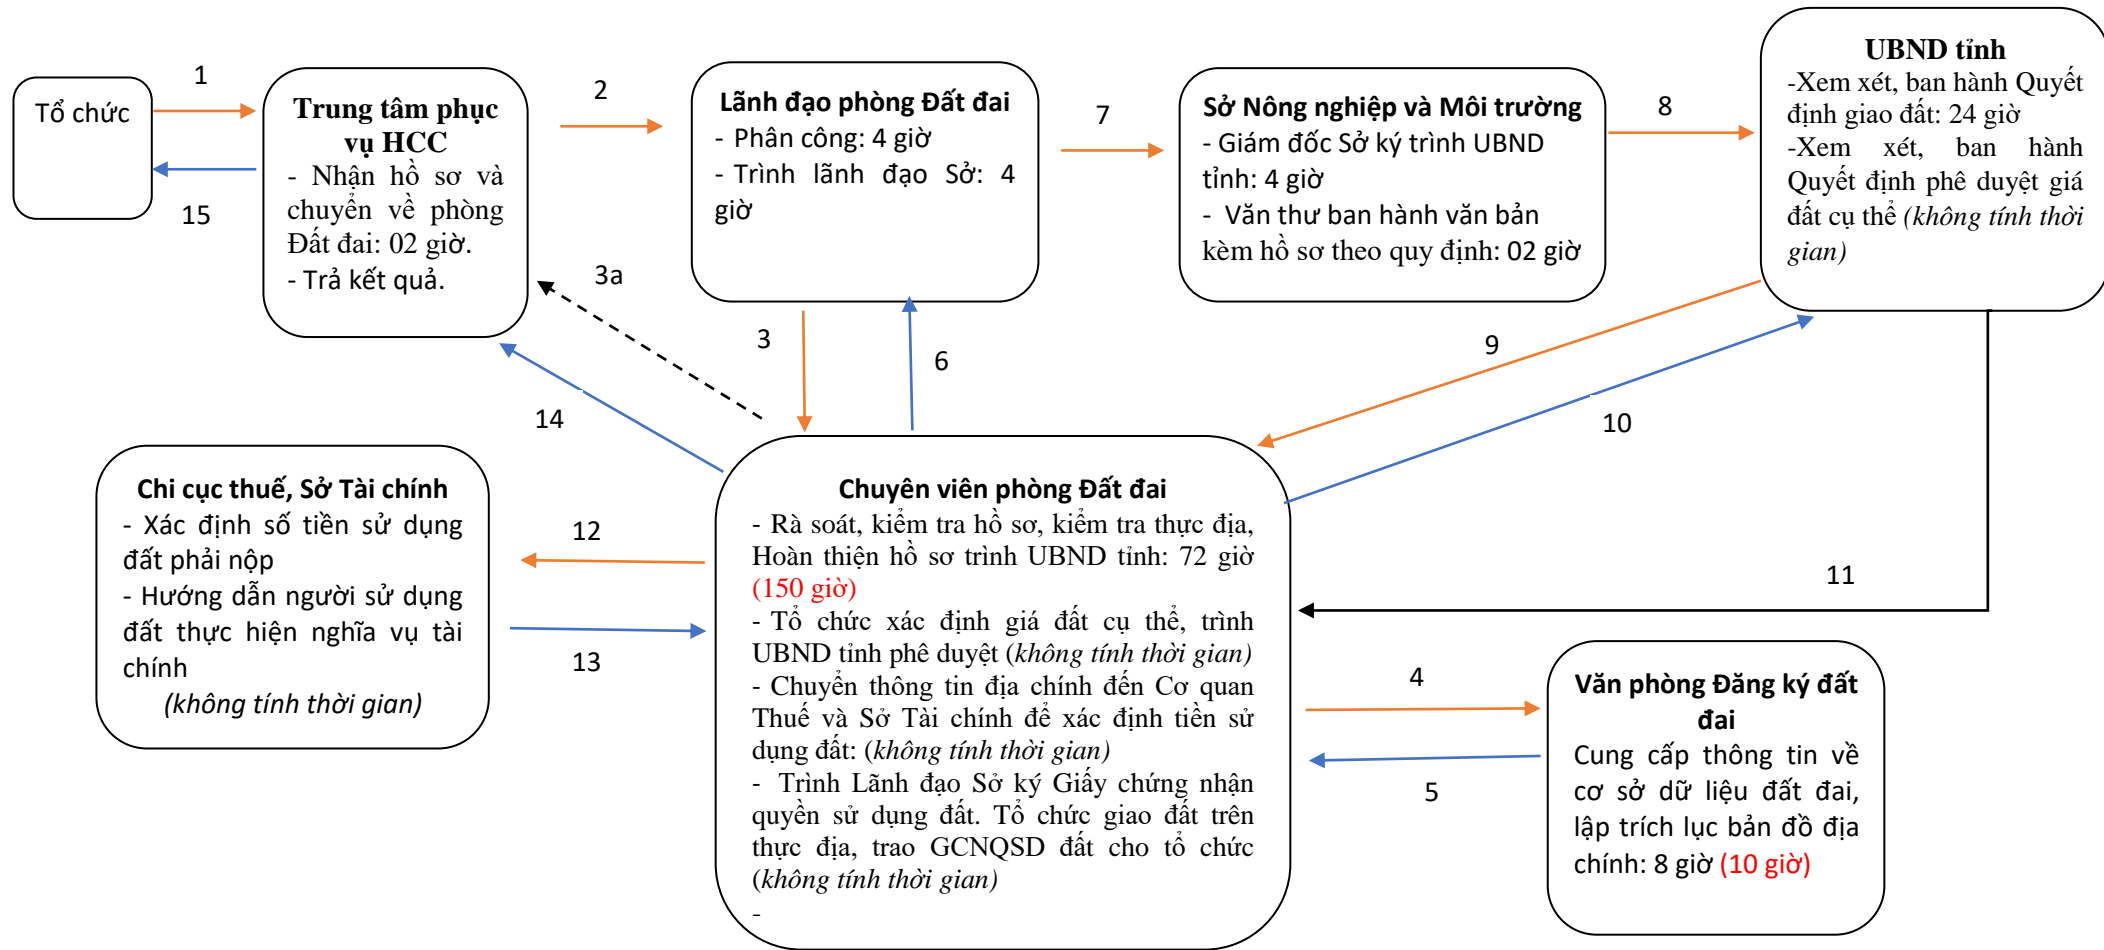 Tổ chức
1
15
Trung tâm phục
vụ HCC
- Nhận hồ sơ và
chuyển về phòng
Đất đai: 02 giờ.
- Trả kết quả.
2
Lãnh đạo phòng Đất đai
- Phân công: 4 giờ
- Trình lãnh đạo Sở: 4
giờ
7
Sở Nông nghiệp và Môi trường
- Giám đốc Sở ký trình UBND
tỉnh: 4 giờ
- Văn thư ban hành văn bản
kèm hồ sơ theo quy định: 02 giờ
8
UBND tỉnh
-Xem xét, ban hành Quyết
định giao đất: 24 giờ
-Xem xét, ban hành
Quyết định phê duyệt giá
đất cụ thể (không tính thời
gian)
3a
3
6
9
10
14
11
Chi cục thuế, Sở Tài chính
- Xác định số tiền sử dụng
đất phải nộp
- Hướng dẫn người sử dụng
đất thực hiện nghĩa vụ tài
chính
(không tính thời gian)
12
13
Chuyên viên phòng Đất đai
- Rà soát, kiểm tra hồ sơ, kiểm tra thực địa,
Hoàn thiện hồ sơ trình UBND tỉnh: 72 giờ
(150 giờ)
- Tổ chức xác định giá đất cụ thể, trình
UBND tỉnh phê duyệt (không tính thời gian)
- Chuyển thông tin địa chính đến Cơ quan
Thuế và Sở Tài chính để xác định tiền sử
dụng đất: (không tính thời gian)
- Trình Lãnh đạo Sở ký Giấy chứng nhận
quyền sử dụng đất. Tổ chức giao đất trên
thực địa, trao GCNQSD đất cho tổ chức
(không tính thời gian)
-
4
5
Văn phòng Đăng ký đất
đai
Cung cấp thông tin về
cơ sở dữ liệu đất đai,
lập trích lục bản đồ địa
chính: 8 giờ (10 giờ)